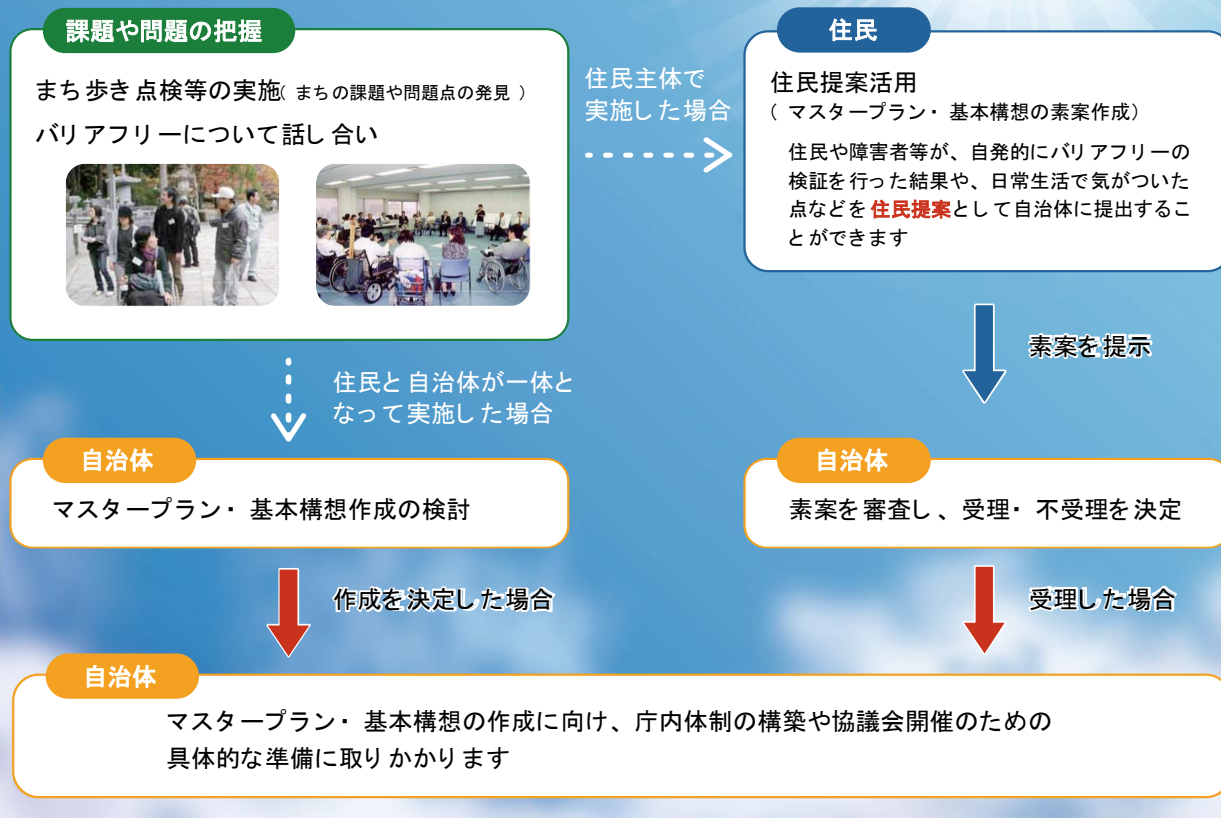 課題や問題の把握
まち歩き点検等の実施( まちの課題や問題点の発見 )
バリアフリーについて話し合い
住民主体で
実施した場合
住民
住民提案活用
( マスタープラン・ 基本構想の素案作成)
住民や障害者等が、自発的にバリアフリーの
検証を行った結果や、日常生活で気がついた
点などを住民提案として自治体に提出するこ
とができます
住民と自治体が一体と
なって実施した場合
素案を提示
自治体
マスタープラン・ 基本構想作成の検討
自治体
素案を審査し、受理・ 不受理を決定
作成を決定した場合
受理した場合
自治体
マスタープラン・ 基本構想の作成に向け、庁内体制の構築や協議会開催のための
具体的な準備に取りかかります